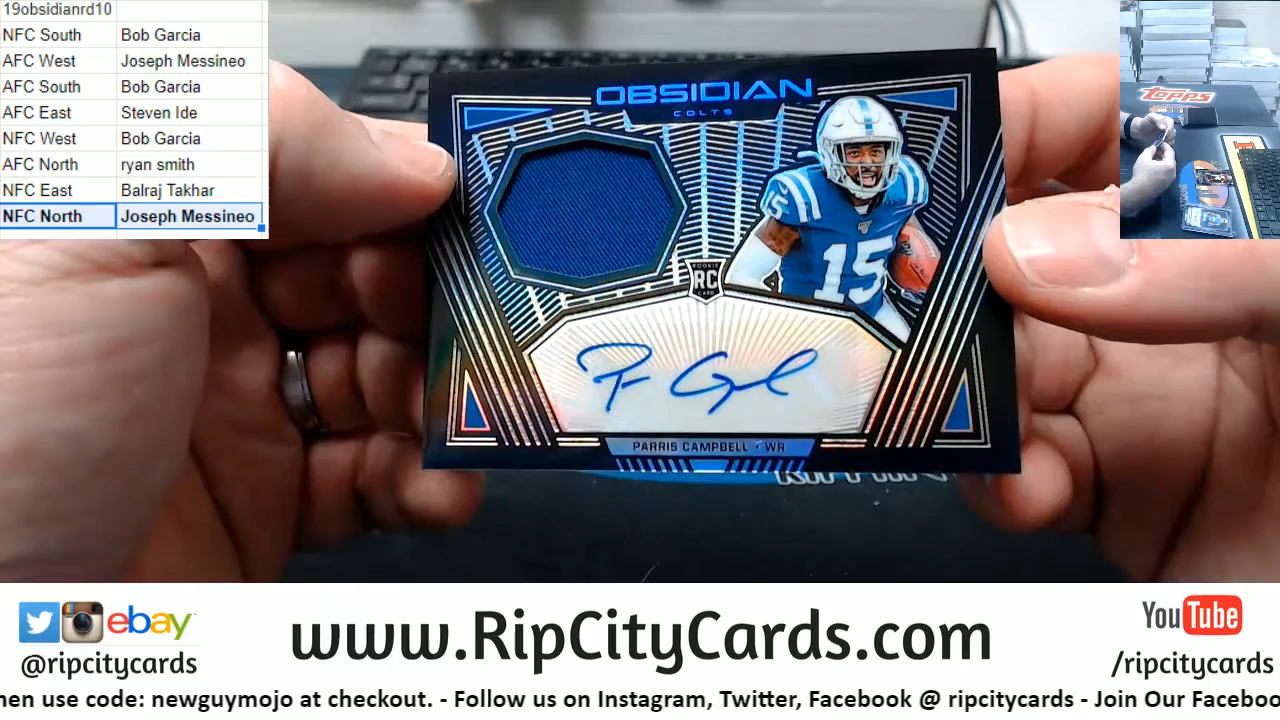 19obsidianrd10
NFC South Bob Garcia
AFC West Joseph Messineo
AFC South Bob Garcia
AFC East Steven Ide
NFC West Bob Garcia
AFC North ryan smith
NFC East Balraj Takhar
NFC North Joseph Messineo
TOPPS
OBSIDIAN
COLTS
15
15
ROOKIE
RC
CARD
PARRIS CAMPBELL - WR
ebay
@ripcitycards
www.RipCityCards.com
YouTube
/ripcitycards
hen use code: newguymojo at checkout. - Follow us on Instagram, Twitter, Facebook @ ripcitycards - Join Our Faceboo